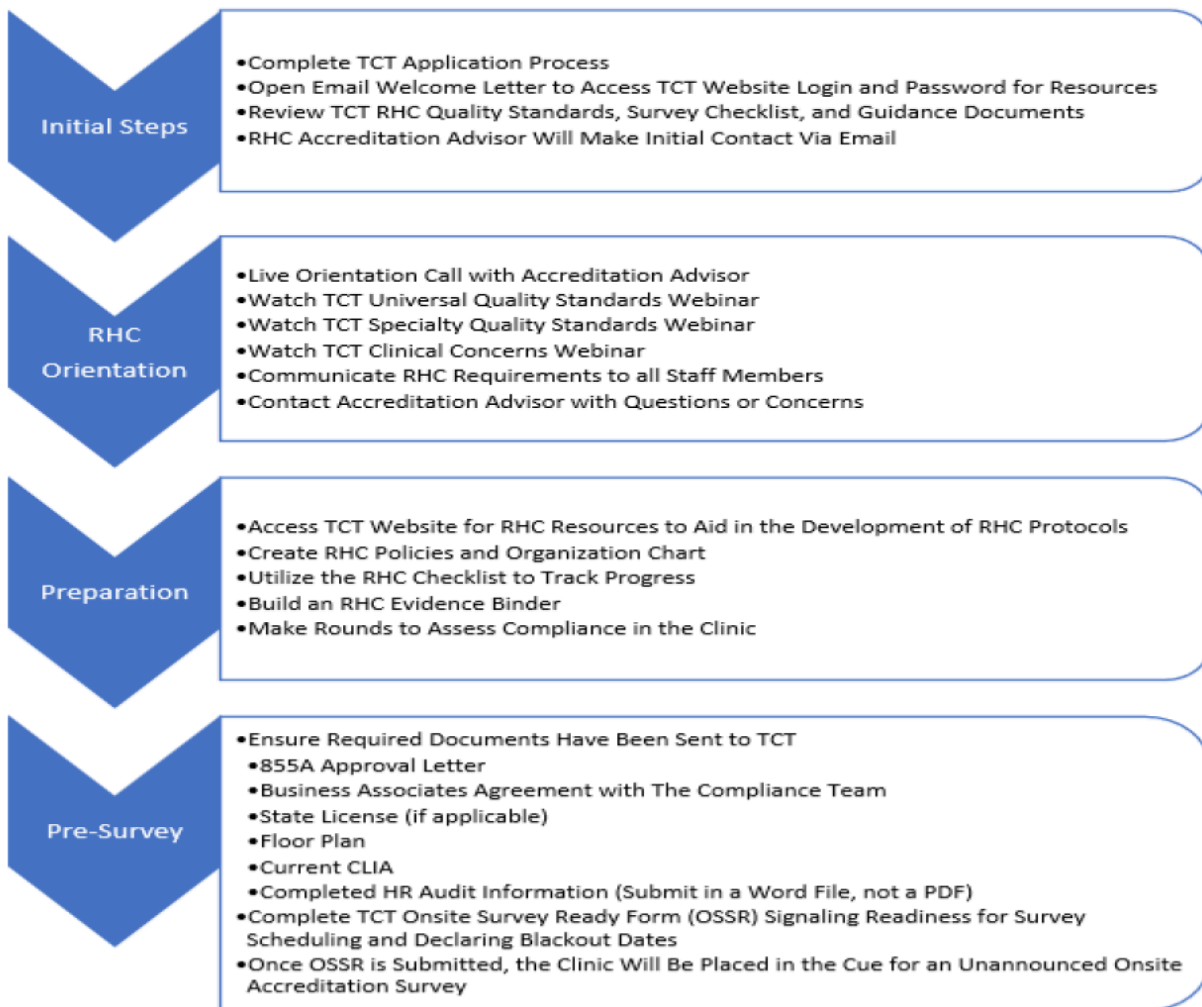 Initial Steps
•Complete TCT Application Process
•Open Email Welcome Letter to Access TCT Website Login and Password for Resources
•Review TCT RHC Quality Standards, Survey Checklist, and Guidance Documents
•RHC Accreditation Advisor Will Make Initial Contact Via Email
RHC
Orientation
•Live Orientation Call with Accreditation Advisor
•Watch TCT Universal Quality Standards Webinar
•Watch TCT Specialty Quality Standards Webinar
•Watch TCT Clinical Concerns Webinar
•Communicate RHC Requirements to all Staff Members
•Contact Accreditation Advisor with Questions or Concerns
Preparation
•Access TCT Website for RHC Resources to Aid in the Development of RHC Protocols
•Create RHC Policies and Organization Chart
•Utilize the RHC Checklist to Track Progress
•Build an RHC Evidence Binder
•Make Rounds to Assess Compliance in the Clinic
Pre-Survey
•Ensure Required Documents Have Been Sent to TCT
•855A Approval Letter
•Business Associates Agreement with The Compliance Team
•State License (if applicable)
•Floor Plan
•Current CLIA
•Completed HR Audit Information (Submit in a Word File, not a PDF)
•Complete TCT Onsite Survey Ready Form (OSSR) Signaling Readiness for Survey
Scheduling and Declaring Blackout Dates
•Once OSSR is Submitted, the Clinic Will Be Placed in the Cue for an Unannounced Onsite
Accreditation Survey